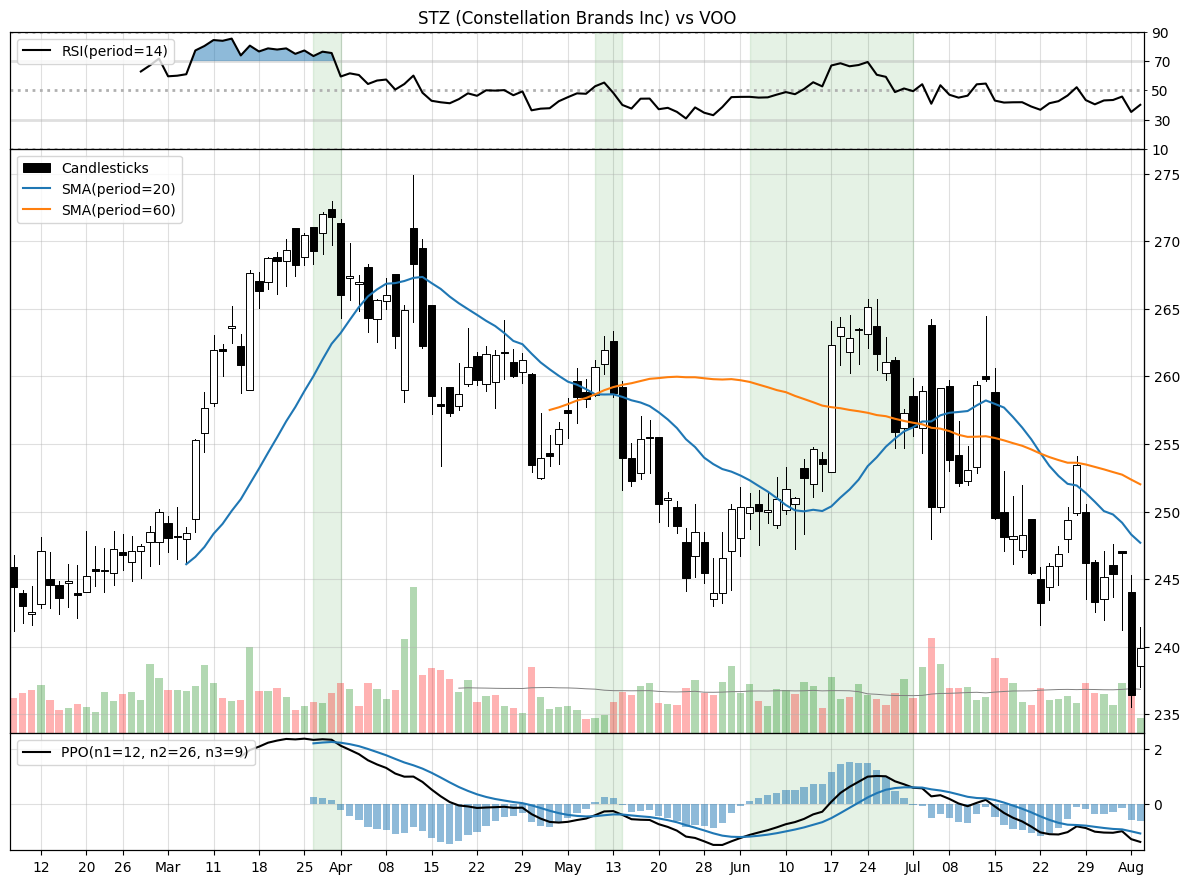 STZ (Constellation Brands Inc) vs VOO
RSI(period=14)
90
70
50
30
10
Candlesticks
SMA(period=20)
SMA(period=60)
275
270
265
260
255
250
245
240
235
PPO(n1=12, n2=26, n3=9)
2
0
12 20 26 Mar 11 18 25 Apr 08 15 22 29 May 13 20 28 Jun 10 17 24 Jul 08 15 22 29 Aug